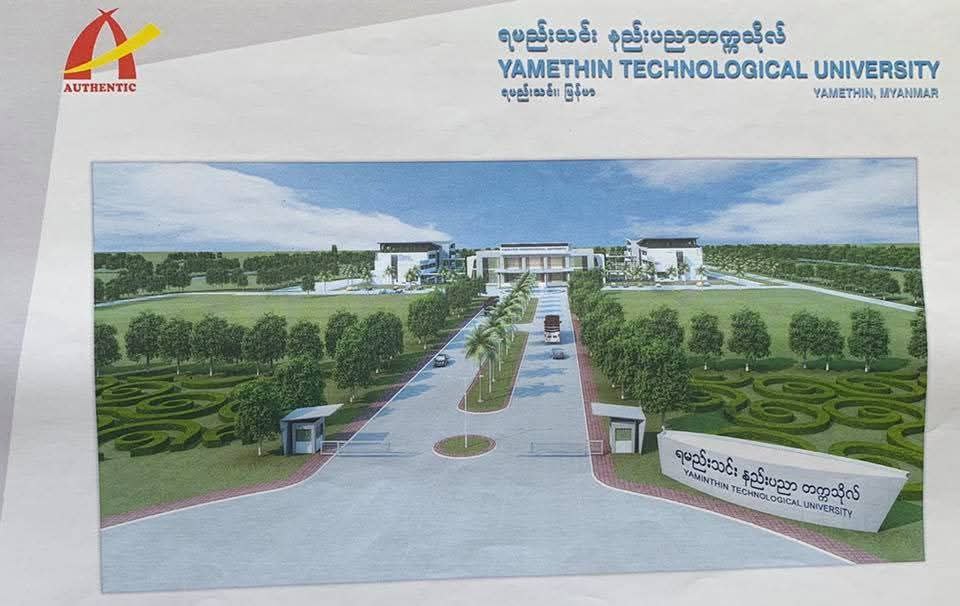 AUTHENTIC
ရမည်းသင်း နည်းပညာတက္ကသိုလ်
YAMETHIN TECHNOLOGICAL UNIVERSITY
ရမည်းသင်း၊ မြန်မာ
YAMETHIN, MYANMAR
ရမည်းသင်း နည်းပညာ တက္ကသိုလ်
YAMINTHIN TECHNOLOGICAL UNIVERSITY